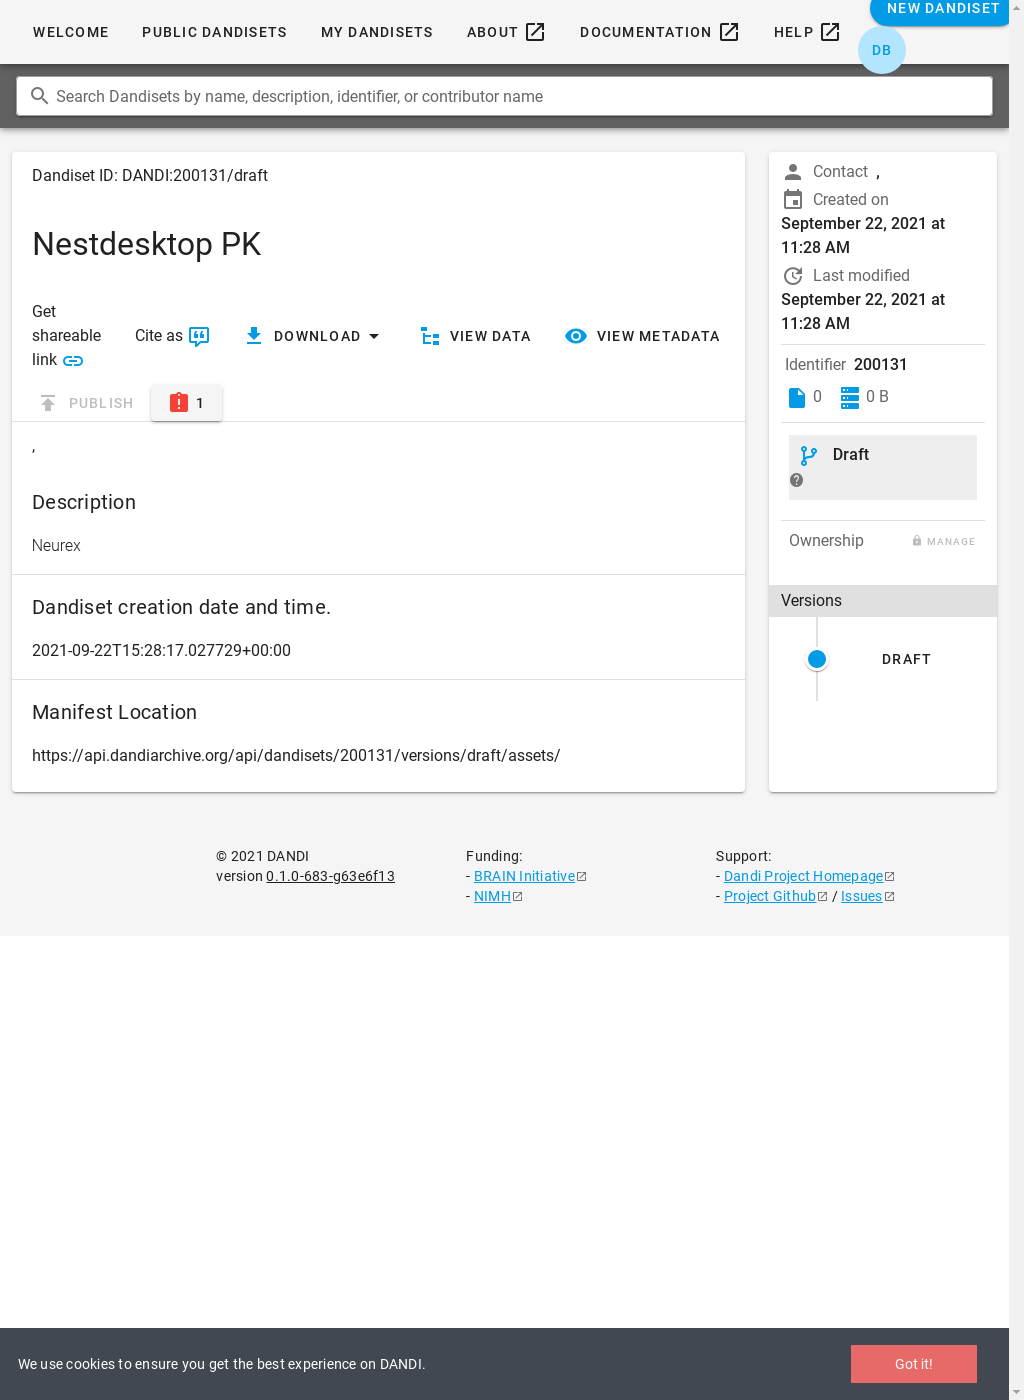 WELCOME
PUBLIC DANDISETS
MY DANDISETS
ABOUT
DOCUMENTATION
HELP
NEW DANDISET
DB
Search Dandisets by name, description, identifier, or contributor name
Dandiset ID: DANDI:200131/draft
Nestdesktop PK
Get
shareable
link
Cite as
DOWNLOAD
VIEW DATA
VIEW METADATA
PUBLISH
1
,
Description
Neurex
Dandiset creation date and time.
2021-09-22T15:28:17.027729+00:00
Manifest Location
https://api.dandiarchive.org/api/dandisets/200131/versions/draft/assets/
Contact ,
Created on
September 22, 2021 at
11:28 AM
Last modified
September 22, 2021 at
11:28 AM
Identifier 200131
0 0 B
Draft
Ownership MANAGE
Versions
DRAFT
© 2021 DANDI
version 0.1.0-683-g63e6f13
Funding:
- BRAIN Initiative
- NIMH
Support:
- Dandi Project Homepage
- Project Github / Issues
We use cookies to ensure you get the best experience on DANDI.
Got it!